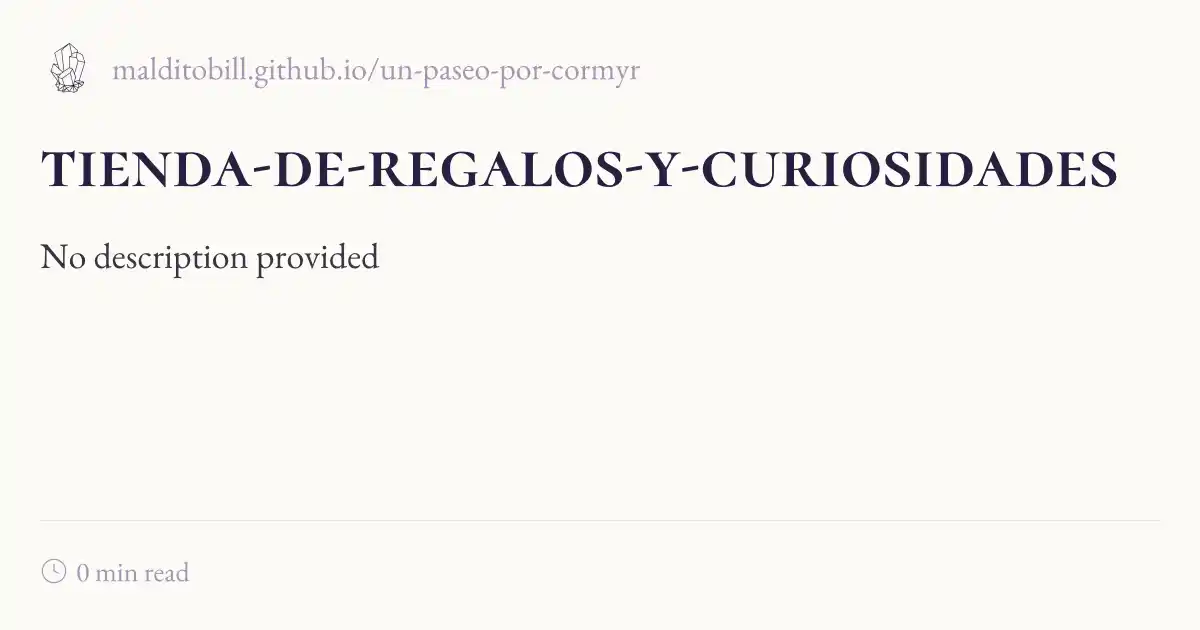 malditobill.github.io/un-paseo-por-cormyr
TIENDA-DE-REGALOS-Y-CURIOSIDADES
No description provided
0 min read